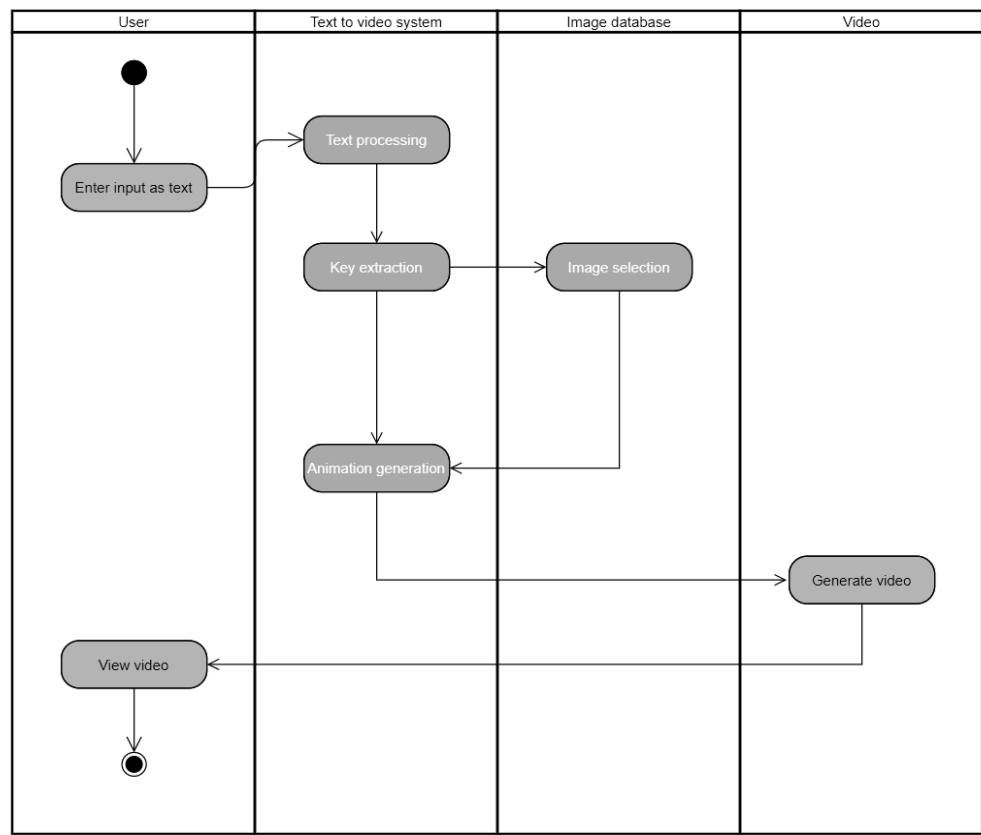 User
Text to video system
Image database
Video
Text processing
Enter input as text
Key extraction
Image selection
Animation generation
Generate video
View video